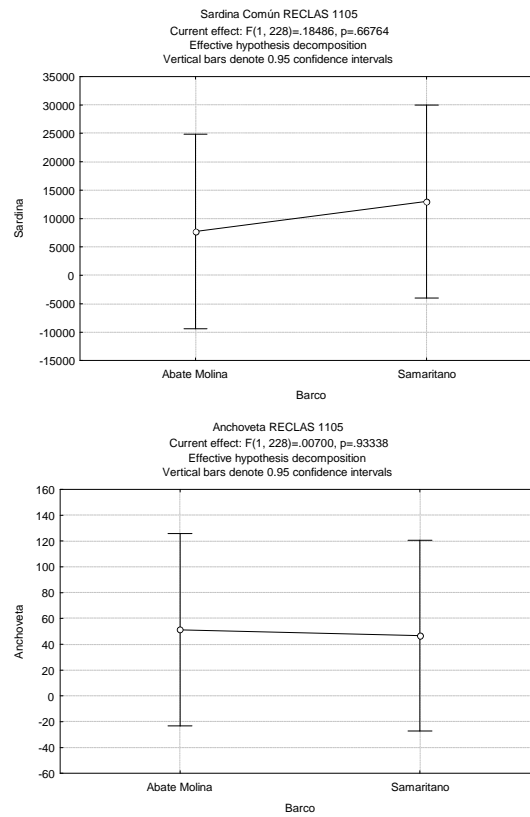 Sardina Común RECLAS 1105
Current effect: F(1, 228)=.18486, p=.66764
Effective hypothesis decomposition
Vertical bars denote 0.95 confidence intervals
35000
30000
25000
20000
15000
10000
5000
0
-5000
-10000
-15000
Sardina
Abate Molina
Samaritano
Barco
Anchoveta RECLAS 1105
Current effect: F(1, 228)=.00700, p=.93338
Effective hypothesis decomposition
Vertical bars denote 0.95 confidence intervals
160
140
120
100
80
60
40
20
0
-20
-40
-60
Anchoveta
Abate Molina
Samaritano
Barco